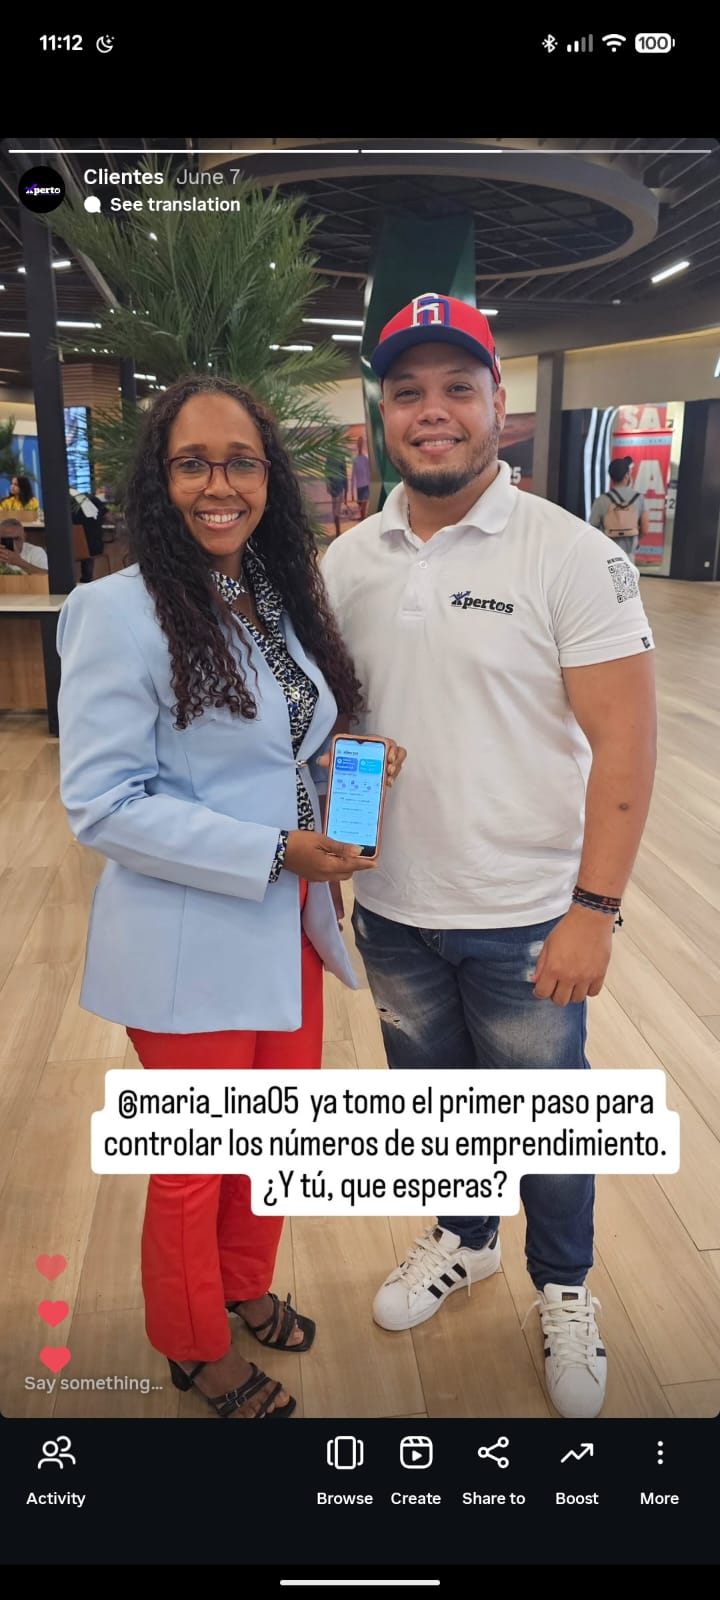 11:12
100
Xperto
Clientes June 7
See translation
Xpertos
@maria_lina05 ya tomo el primer paso para
controlar los números de su emprendimiento.
¿Y tú, que esperas?
Say something...
Activity
Browse
Create
Share to
Boost
More